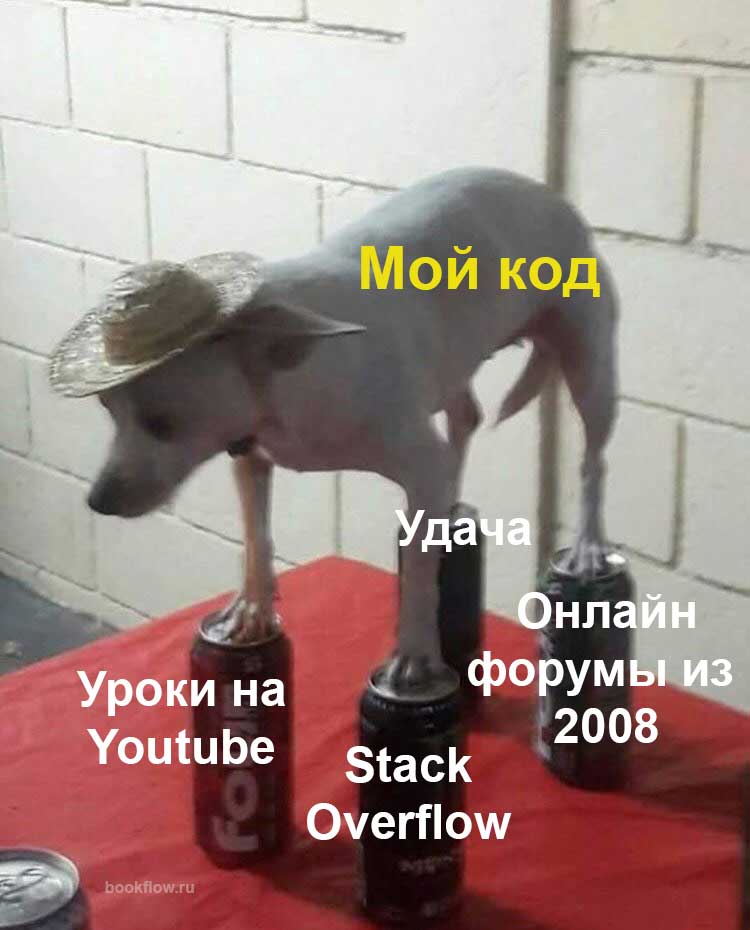 Мой код
Удача
Онлайн
форумы из
2008
Уроки на
Youtube
Stack
Overflow
bookflow.ru